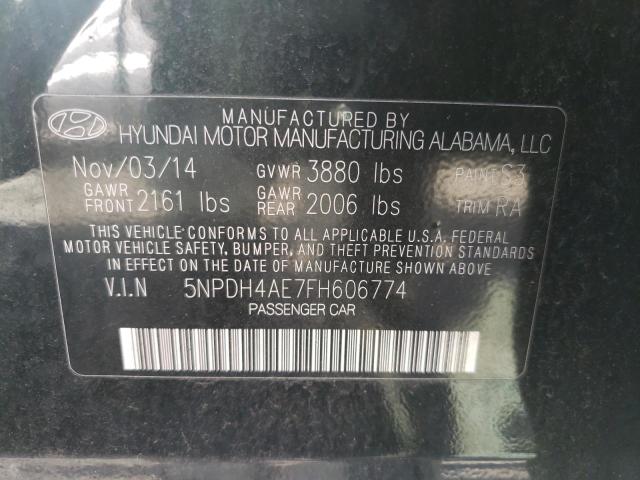 MANUFACTURED BY
HYUNDAI MOTOR MANUFACTURING ALABAMA, LLC
Nov/03/14 GVWR 3880 lbs PAINT S3
GAWR FRONT 2161 lbs GAWR REAR 2006 lbs TRIM RA
THIS VEHICLE CONFORMS TO ALL APPLICABLE U.S.A. FEDERAL
MOTOR VEHICLE SAFETY, BUMPER, AND THEFT PREVENTION STANDARDS
IN EFFECT ON THE DATE OF MANUFACTURE SHOWN ABOVE.
V.I.N 5NPDH4AE7FH606774
PASSENGER CAR